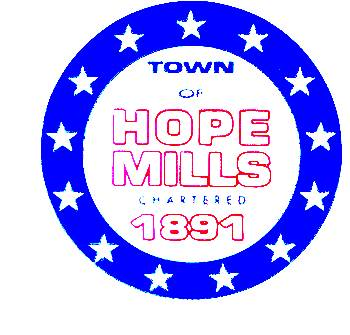 TOWN
OF
HOPE
MILLS
CHARTERED
1891